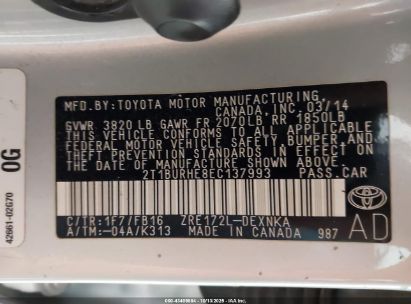 MFD.BY:TOYOTA MOTOR MANUFACTURING,
CANADA,INC. 03/14
GVWR 3820 LB GAWR FR 2070LB RR 1850LB
THIS VEHICLE CONFORMS TO ALL APPLICABLE
FEDERAL MOTOR VEHICLE SAFETY, BUMPER, AND
THEFT PREVENTION STANDARDS IN EFFECT ON
THE DATE OF MANUFACTURE SHOWN ABOVE.
2T1BURHE8EC137993 PASS.CAR
C/TR:1F7/FB16 ZRE172L-DEXNKA
A/TM:-04A/K313 MADE IN CANADA 987
AD
TOYOTA
0G
42661-02G70